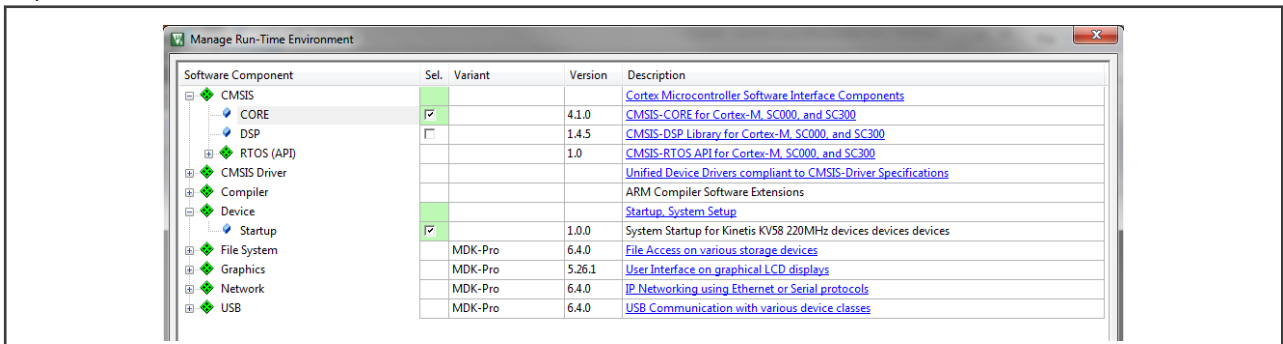 Manage Run-Time Environment
Software Component Sel. Variant Version Description
CMSIS Cortex Microcontroller Software Interface Components
CORE 4.1.0 CMSIS-CORE for Cortex-M, SC000, and SC300
DSP 1.4.5 CMSIS-DSP Library for Cortex-M, SC000, and SC300
RTOS (API) 1.0 CMSIS-RTOS API for Cortex-M, SC000, and SC300
CMSIS Driver Unified Device Drivers compliant to CMSIS-Driver Specifications
Compiler ARM Compiler Software Extensions
Device Startup, System Setup
Startup 1.0.0 System Startup for Kinetis KV58 220MHz devices devices devices
File System MDK-Pro 6.4.0 File Access on various storage devices
Graphics MDK-Pro 5.26.1 User Interface on graphical LCD displays
Network MDK-Pro 6.4.0 IP Networking using Ethernet or Serial protocols
USB MDK-Pro 6.4.0 USB Communication with various device classes